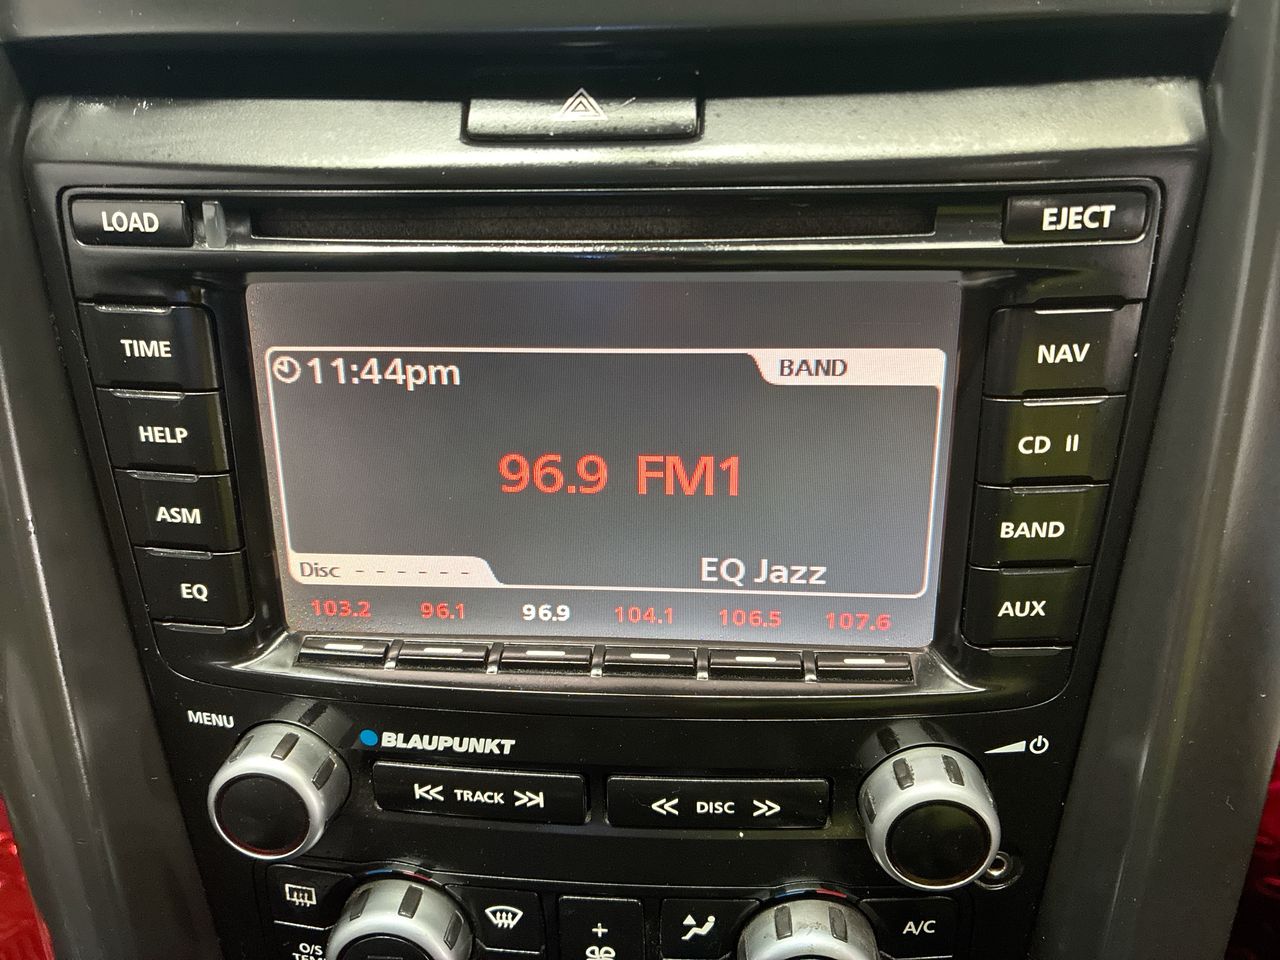 LOAD
EJECT
TIME
NAV
11:44pm
BAND
HELP
CD II
96.9 FM1
ASM
BAND
Disc - - - - - -
EQ Jazz
EQ
AUX
103.2 96.1 96.9 104.1 106.5 107.6
MENU
BLAUPUNKT
TRACK
DISC
A/C
O/S
TEMP